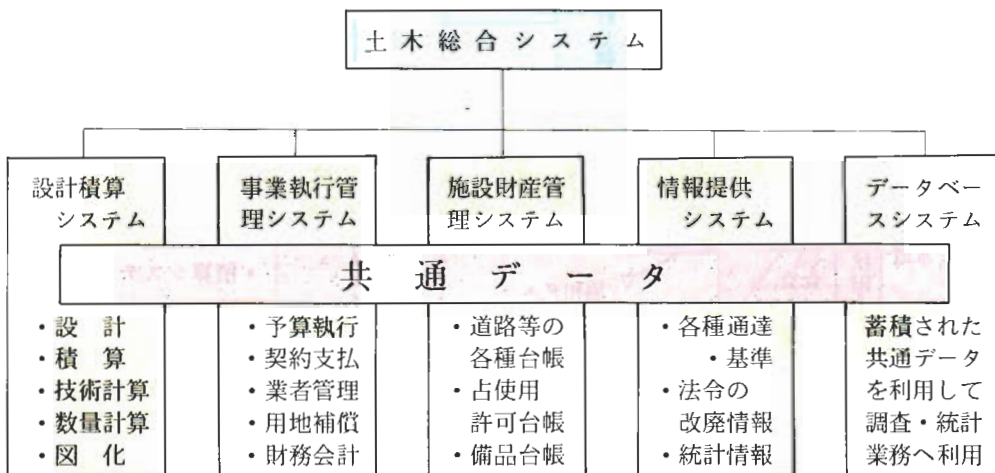 土木総合システム
設計積算
システム
事業執行管
理システム
施設財産管
理システム
情報提供
システム
データベー
スシステム
共通データ
・設計
・積算
・技術計算
・数量計算
・図化
・予算執行
・契約支払
・業者管理
・用地補償
・財務会計
・道路等の
各種台帳
・占使用
許可台帳
・備品台帳
・各種通達
・基準
・法令の
改廃情報
・統計情報
蓄積された
共通データ
を利用して
調査・統計
業務へ利用